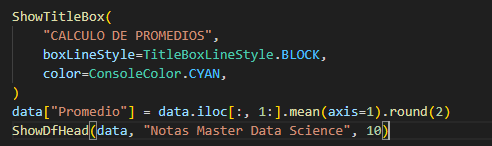 ShowTitleBox(
    "CALCULO DE PROMEDIOS",
    boxLineStyle=TitleBoxLineStyle.BLOCK,
    color=ConsoleColor.CYAN,
)
data["Promedio"] = data.iloc[:, 1:].mean(axis=1).round(2)
ShowDfHead(data, "Notas Master Data Science", 10)